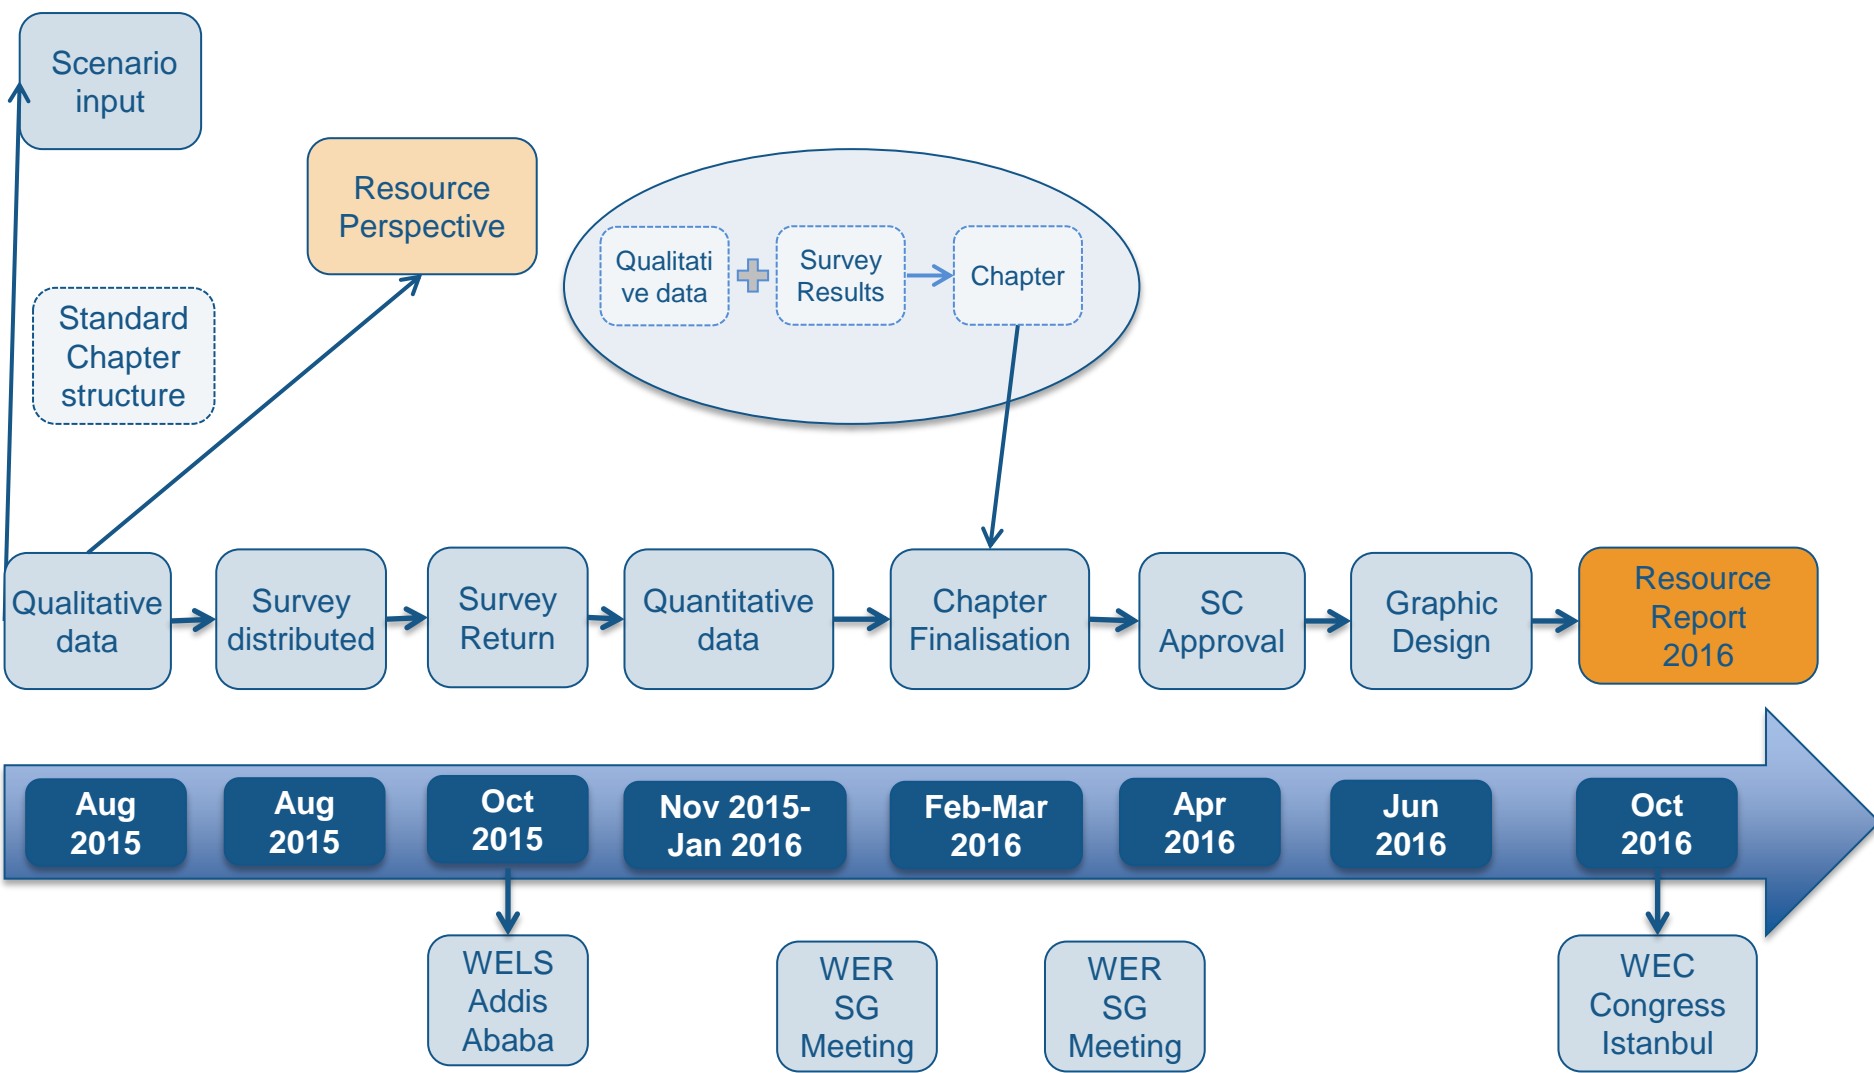 Scenario
input
Resource
Perspective
Qualitati
ve data
Survey
Results
Chapter
Standard
Chapter
structure
Qualitative
data
Survey
distributed
Survey
Return
Quantitative
data
Chapter
Finalisation
SC
Approval
Graphic
Design
Resource
Report
2016
Aug
2015
Aug
2015
Oct
2015
Nov 2015-
Jan 2016
Feb-Mar
2016
Apr
2016
Jun
2016
Oct
2016
WELS
Addis
Ababa
WER
SG
Meeting
WER
SG
Meeting
WEC
Congress
Istanbul